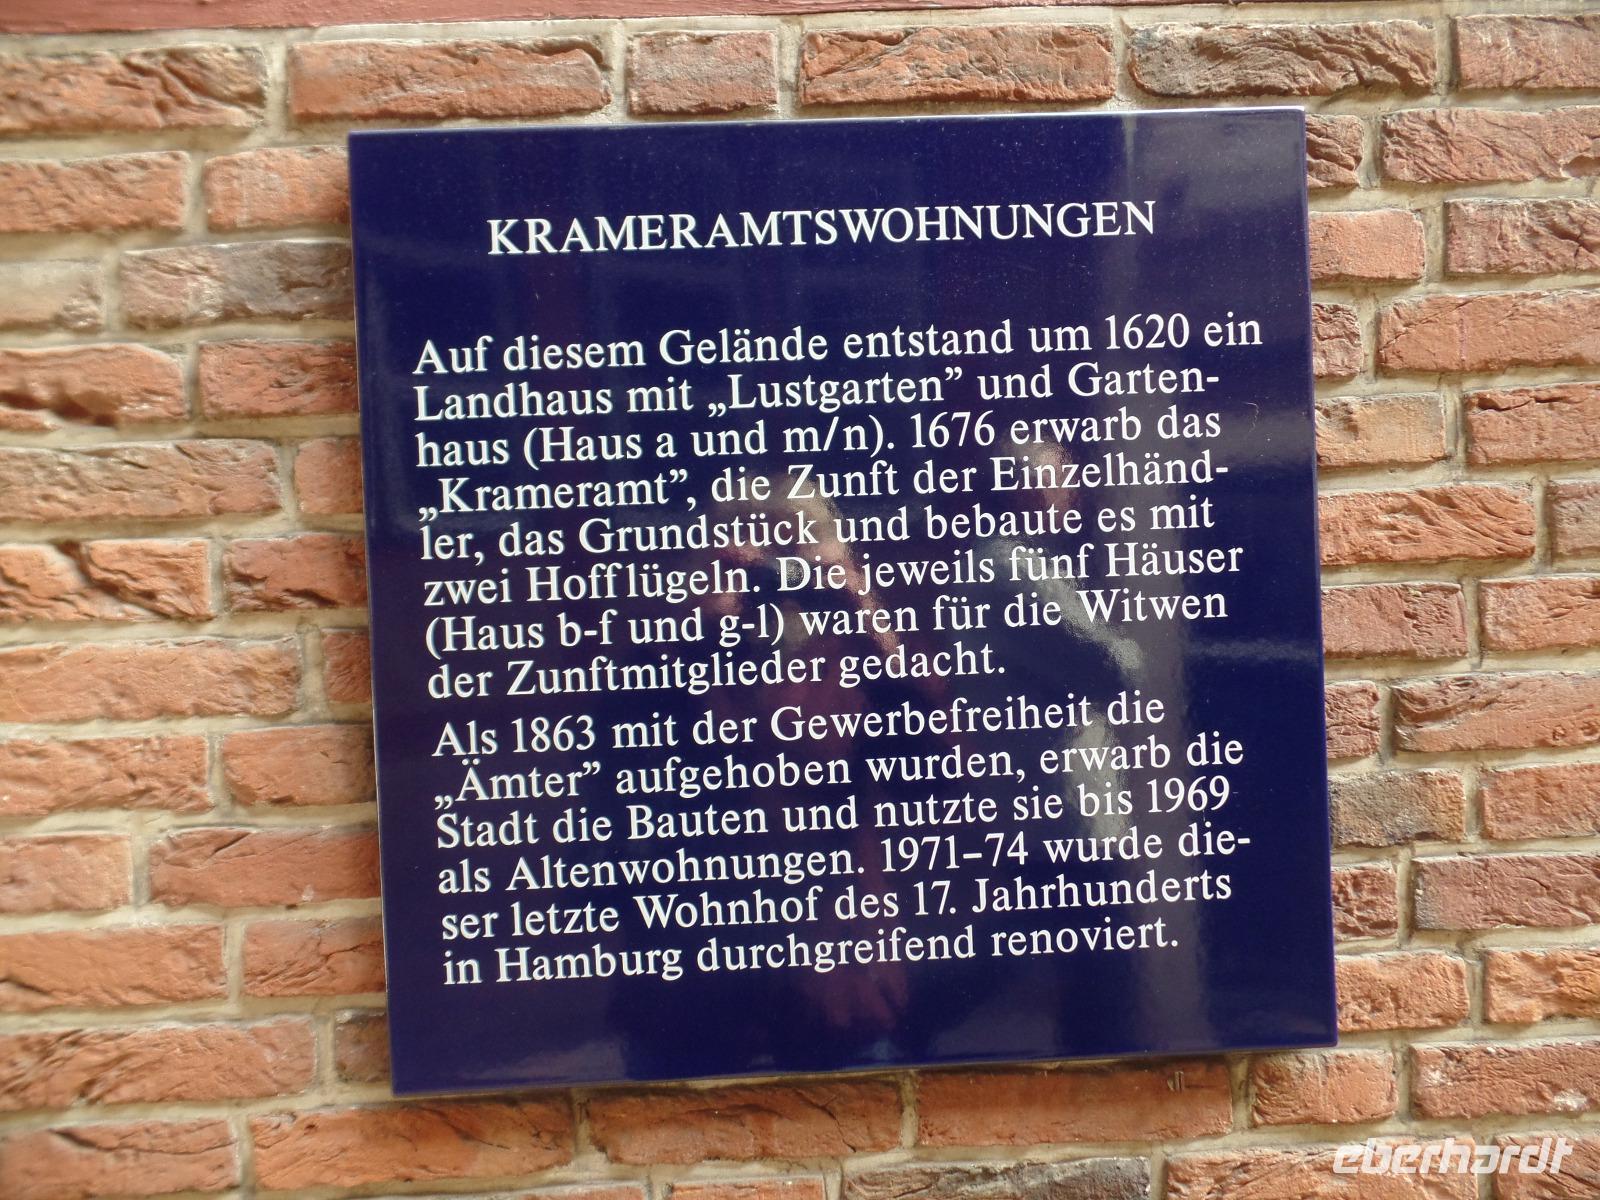 KRAMERAMTSWOHNUNGEN
Auf diesem Gelände entstand um 1620 ein
Landhaus mit „Lustgarten” und Garten-
haus (Haus a und m/n). 1676 erwarb das
„Krameramt”, die Zunft der Einzelhänd-
ler, das Grundstück und bebaute es mit
zwei Hofflügeln. Die jeweils fünf Häuser
(Haus b-f und g-l) waren für die Witwen
der Zunftmitglieder gedacht.
Als 1863 mit der Gewerbefreiheit die
„Ämter” aufgehoben wurden, erwarb die
Stadt die Bauten und nutzte sie bis 1969
als Altenwohnungen. 1971–74 wurde die-
ser letzte Wohnhof des 17. Jahrhunderts
in Hamburg durchgreifend renoviert.
eberhardt